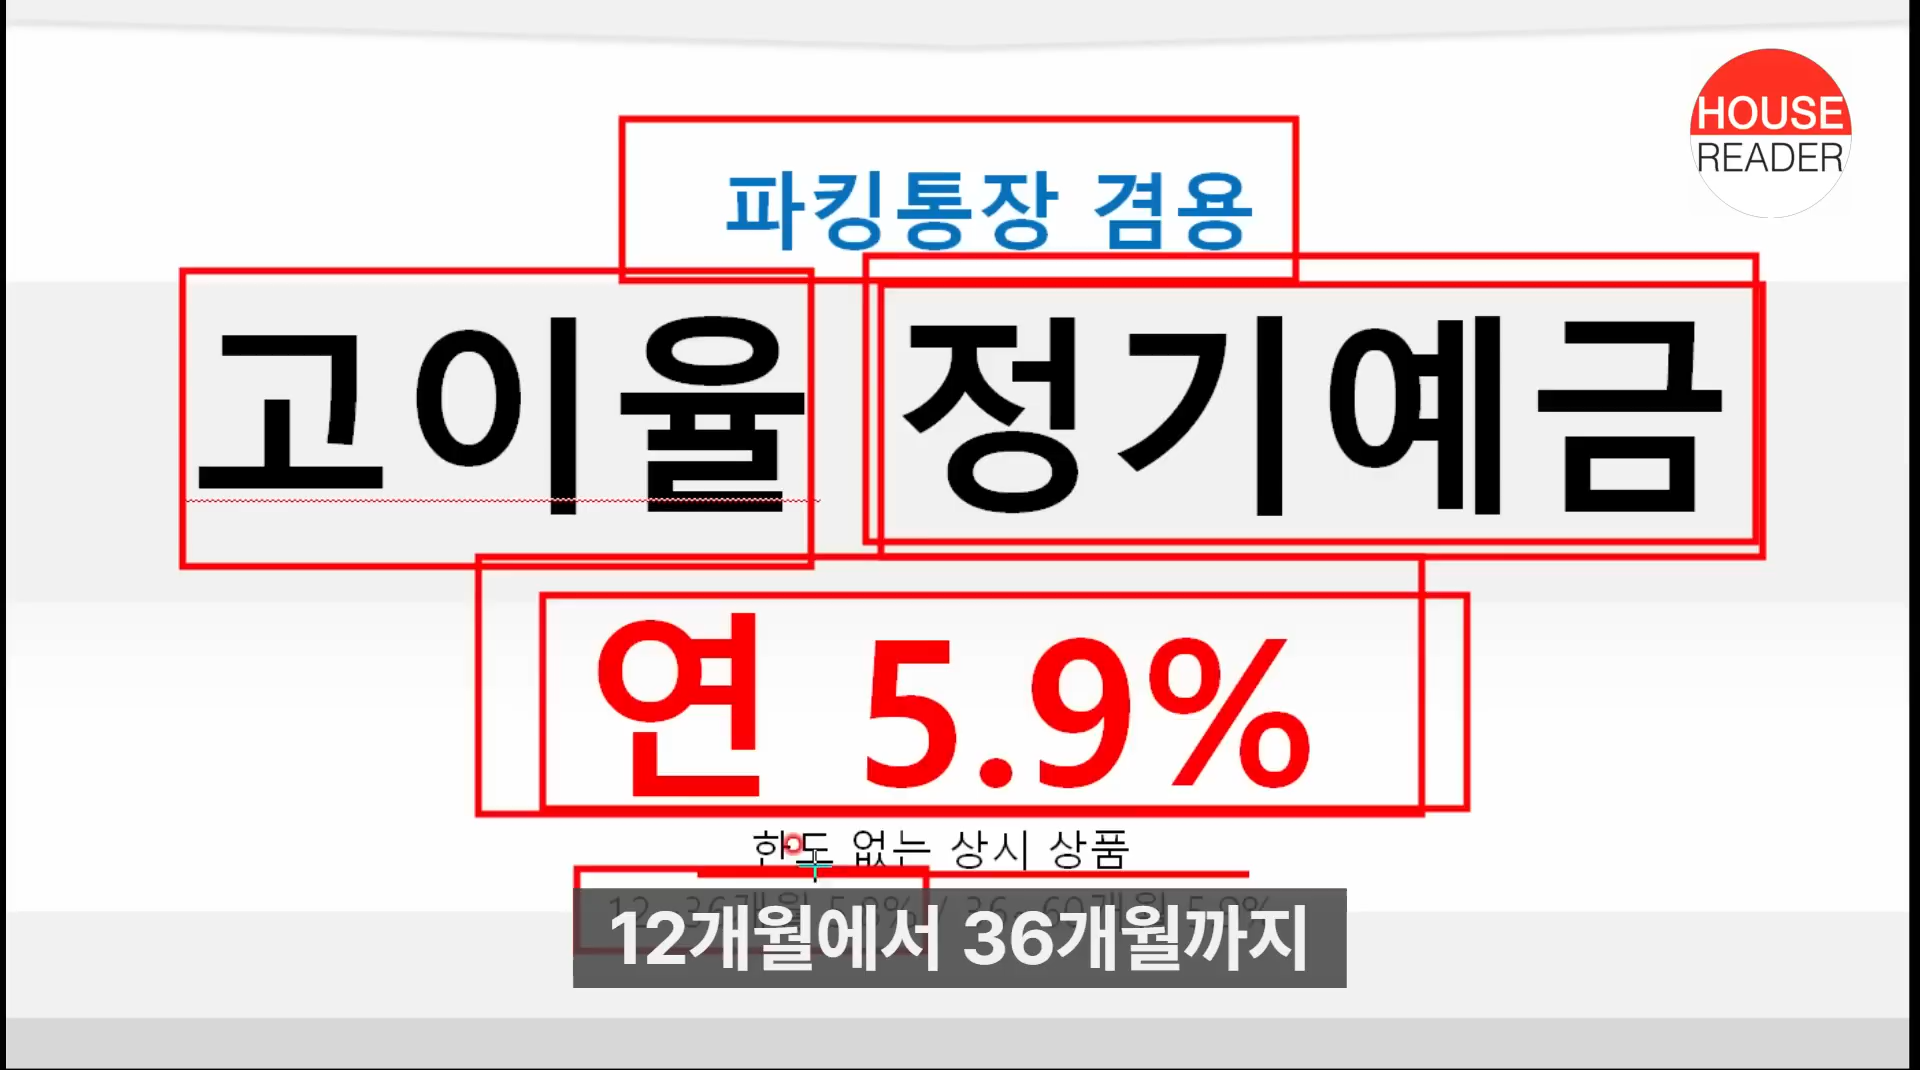 HOUSE
READER
파킹통장 겸용
고이율 정기예금
연 5.9%
한도 없는 상시 상품
12개월에서 36개월까지